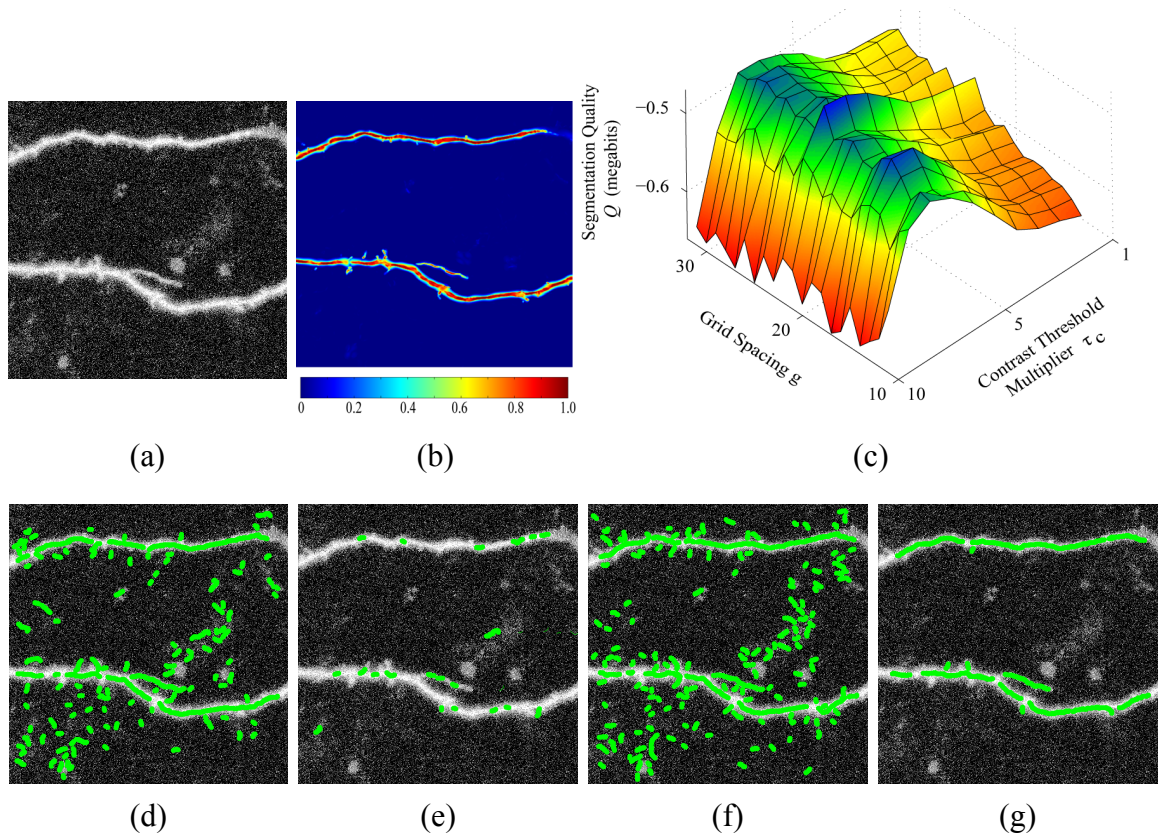 Segmentation Quality
Q (megabits)
−0.5
−0.6
30
20
10
Grid Spacing g
10
5
1
Contrast Threshold
Multiplier τc
0 0.2 0.4 0.6 0.8 1.0
(a) (b) (c)
(d) (e) (f) (g)